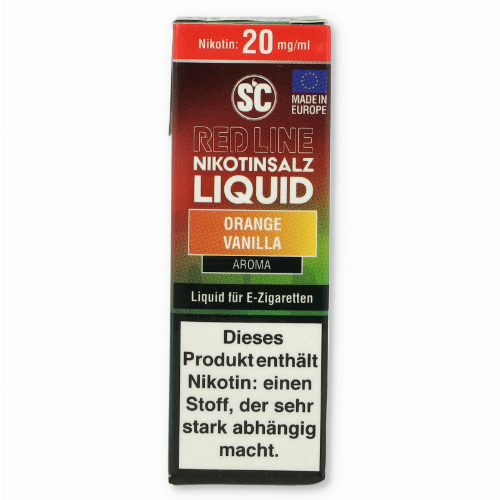 Nikotin: 20 mg/ml
SC
MADE IN
EUROPE
RED LINE
NIKOTINSALZ
LIQUID
ORANGE
VANILLA
AROMA
Liquid für E-Zigaretten
Dieses
Produkt enthält
Nikotin: einen
Stoff, der sehr
stark abhängig
macht.